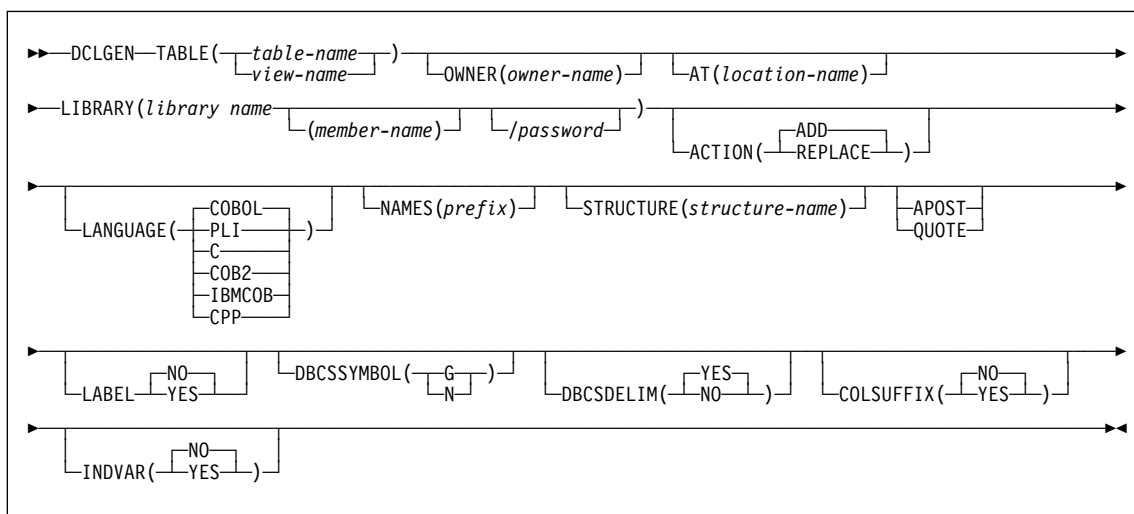 DCLGEN TABLE( table-name )
view-name OWNER(owner-name) AT(location-name)
LIBRARY(library name )
(member-name) /password ADD
ACTION( REPLACE )
COBOL NAMES(prefix) STRUCTURE(structure-name) APOST
LANGUAGE( PLI ) QUOTE
C
COB2
IBMCOB
CPP
NO DBCSSYMBOL( G ) YES NO
LABEL YES N DBCSDELIM( NO ) COLSUFFIX( YES )
NO
INDVAR( YES )